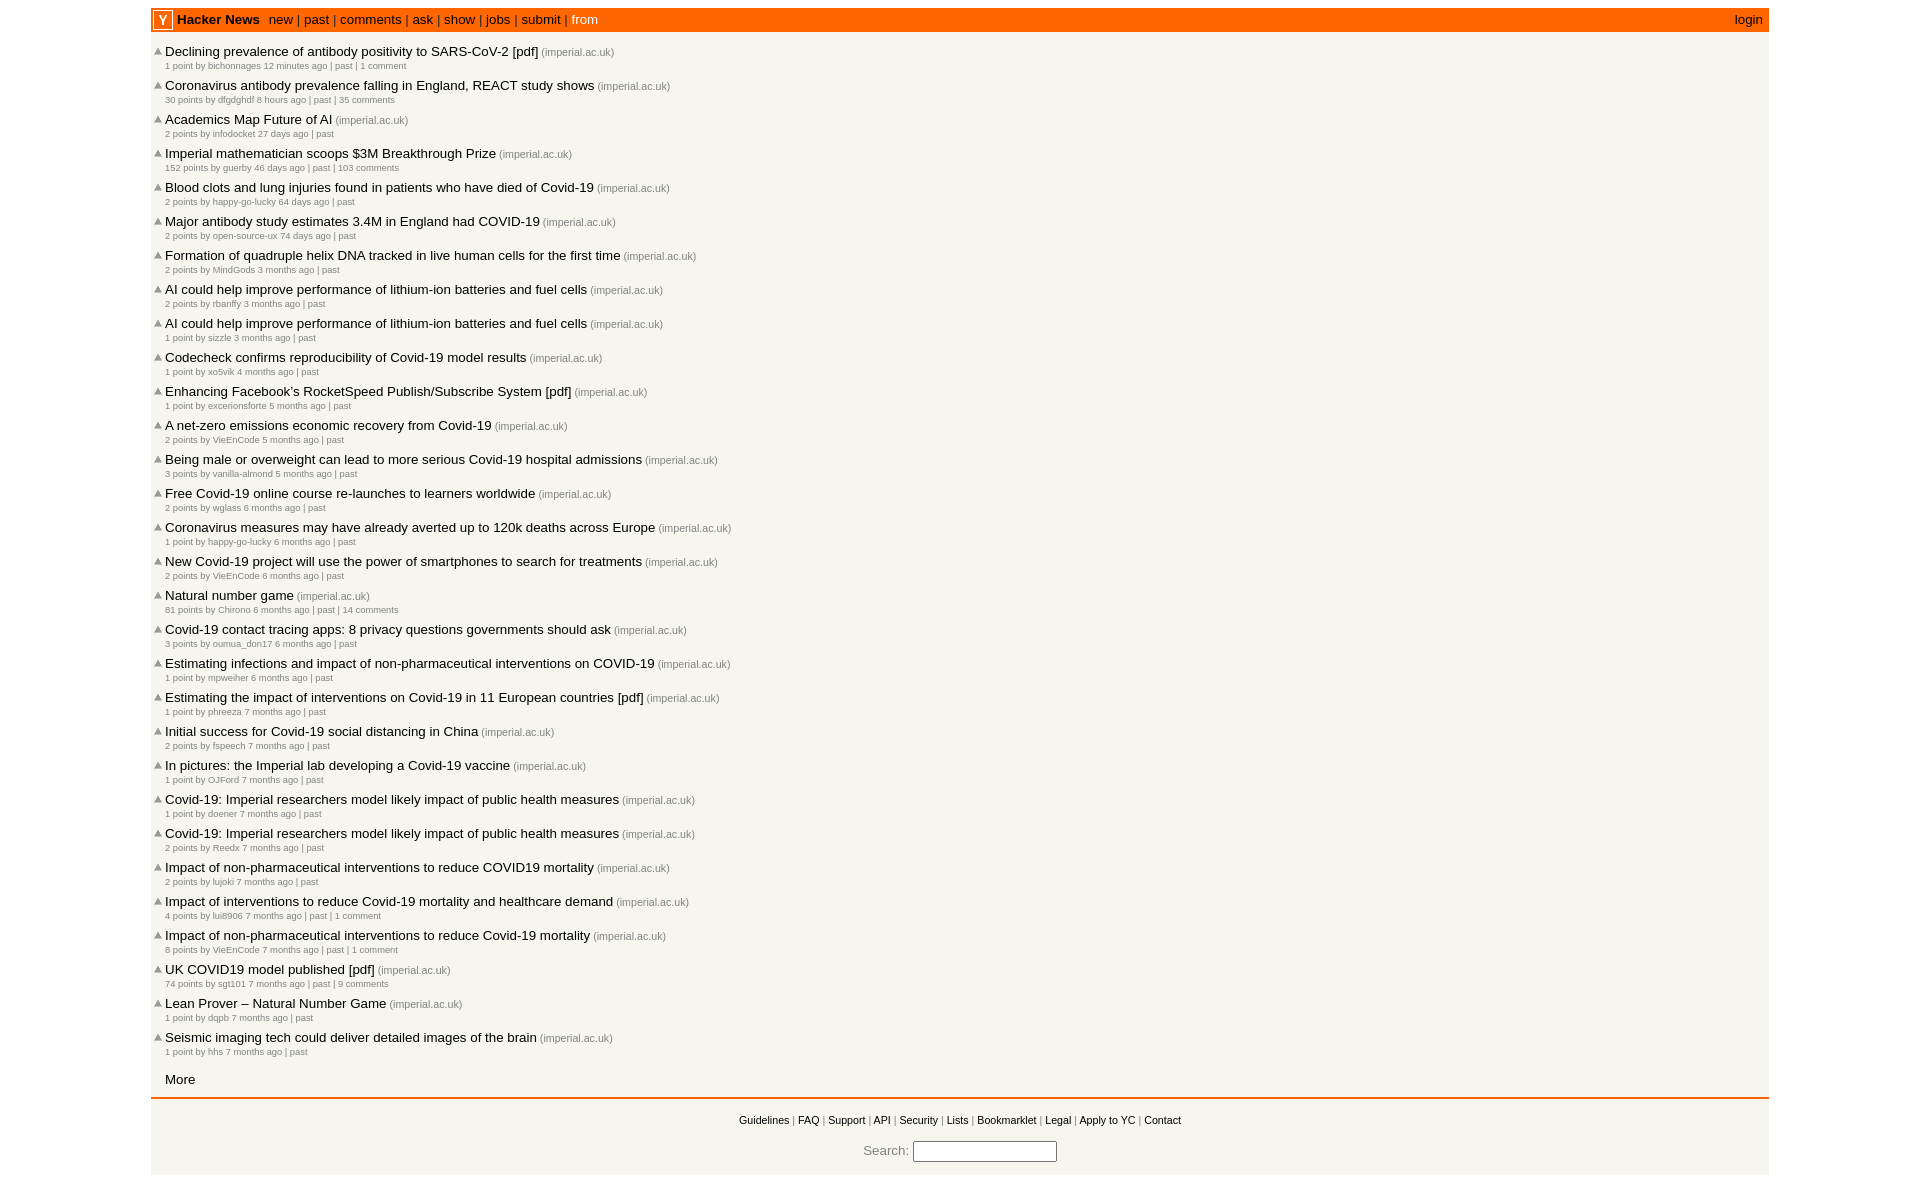 Y Hacker News new | past | comments | ask | show | jobs | submit | from login
Declining prevalence of antibody positivity to SARS-CoV-2 [pdf] (imperial.ac.uk)
1 point by bichonnages 12 minutes ago | past | 1 comment
Coronavirus antibody prevalence falling in England, REACT study shows (imperial.ac.uk)
30 points by dfgdghdf 8 hours ago | past | 35 comments
Academics Map Future of AI (imperial.ac.uk)
2 points by infodocket 27 days ago | past
Imperial mathematician scoops $3M Breakthrough Prize (imperial.ac.uk)
152 points by guerby 46 days ago | past | 103 comments
Blood clots and lung injuries found in patients who have died of Covid-19 (imperial.ac.uk)
2 points by happy-go-lucky 64 days ago | past
Major antibody study estimates 3.4M in England had COVID-19 (imperial.ac.uk)
2 points by open-source-ux 74 days ago | past
Formation of quadruple helix DNA tracked in live human cells for the first time (imperial.ac.uk)
2 points by MindGods 3 months ago | past
AI could help improve performance of lithium-ion batteries and fuel cells (imperial.ac.uk)
2 points by rbanffy 3 months ago | past
AI could help improve performance of lithium-ion batteries and fuel cells (imperial.ac.uk)
1 point by sizzle 3 months ago | past
Codecheck confirms reproducibility of Covid-19 model results (imperial.ac.uk)
1 point by xo5vik 4 months ago | past
Enhancing Facebook's RocketSpeed Publish/Subscribe System [pdf] (imperial.ac.uk)
1 point by excerionsforte 5 months ago | past
A net-zero emissions economic recovery from Covid-19 (imperial.ac.uk)
2 points by VieEnCode 5 months ago | past
Being male or overweight can lead to more serious Covid-19 hospital admissions (imperial.ac.uk)
3 points by vanilla-almond 5 months ago | past
Free Covid-19 online course re-launches to learners worldwide (imperial.ac.uk)
2 points by wglass 6 months ago | past
Coronavirus measures may have already averted up to 120k deaths across Europe (imperial.ac.uk)
1 point by happy-go-lucky 6 months ago | past
New Covid-19 project will use the power of smartphones to search for treatments (imperial.ac.uk)
2 points by VieEnCode 6 months ago | past
Natural number game (imperial.ac.uk)
81 points by Chirono 6 months ago | past | 14 comments
Covid-19 contact tracing apps: 8 privacy questions governments should ask (imperial.ac.uk)
3 points by oumua_don17 6 months ago | past
Estimating infections and impact of non-pharmaceutical interventions on COVID-19 (imperial.ac.uk)
1 point by mpweiher 6 months ago | past
Estimating the impact of interventions on Covid-19 in 11 European countries [pdf] (imperial.ac.uk)
1 point by phreeza 7 months ago | past
Initial success for Covid-19 social distancing in China (imperial.ac.uk)
2 points by fspeech 7 months ago | past
In pictures: the Imperial lab developing a Covid-19 vaccine (imperial.ac.uk)
1 point by OJFord 7 months ago | past
Covid-19: Imperial researchers model likely impact of public health measures (imperial.ac.uk)
1 point by doener 7 months ago | past
Covid-19: Imperial researchers model likely impact of public health measures (imperial.ac.uk)
2 points by Reedx 7 months ago | past
Impact of non-pharmaceutical interventions to reduce COVID19 mortality (imperial.ac.uk)
2 points by lujoki 7 months ago | past
Impact of interventions to reduce Covid-19 mortality and healthcare demand (imperial.ac.uk)
4 points by lui8906 7 months ago | past | 1 comment
Impact of non-pharmaceutical interventions to reduce Covid-19 mortality (imperial.ac.uk)
8 points by VieEnCode 7 months ago | past | 1 comment
UK COVID19 model published [pdf] (imperial.ac.uk)
74 points by sgt101 7 months ago | past | 9 comments
Lean Prover – Natural Number Game (imperial.ac.uk)
1 point by dqpb 7 months ago | past
Seismic imaging tech could deliver detailed images of the brain (imperial.ac.uk)
1 point by hhs 7 months ago | past
More
Guidelines | FAQ | Support | API | Security | Lists | Bookmarklet | Legal | Apply to YC | Contact
Search: